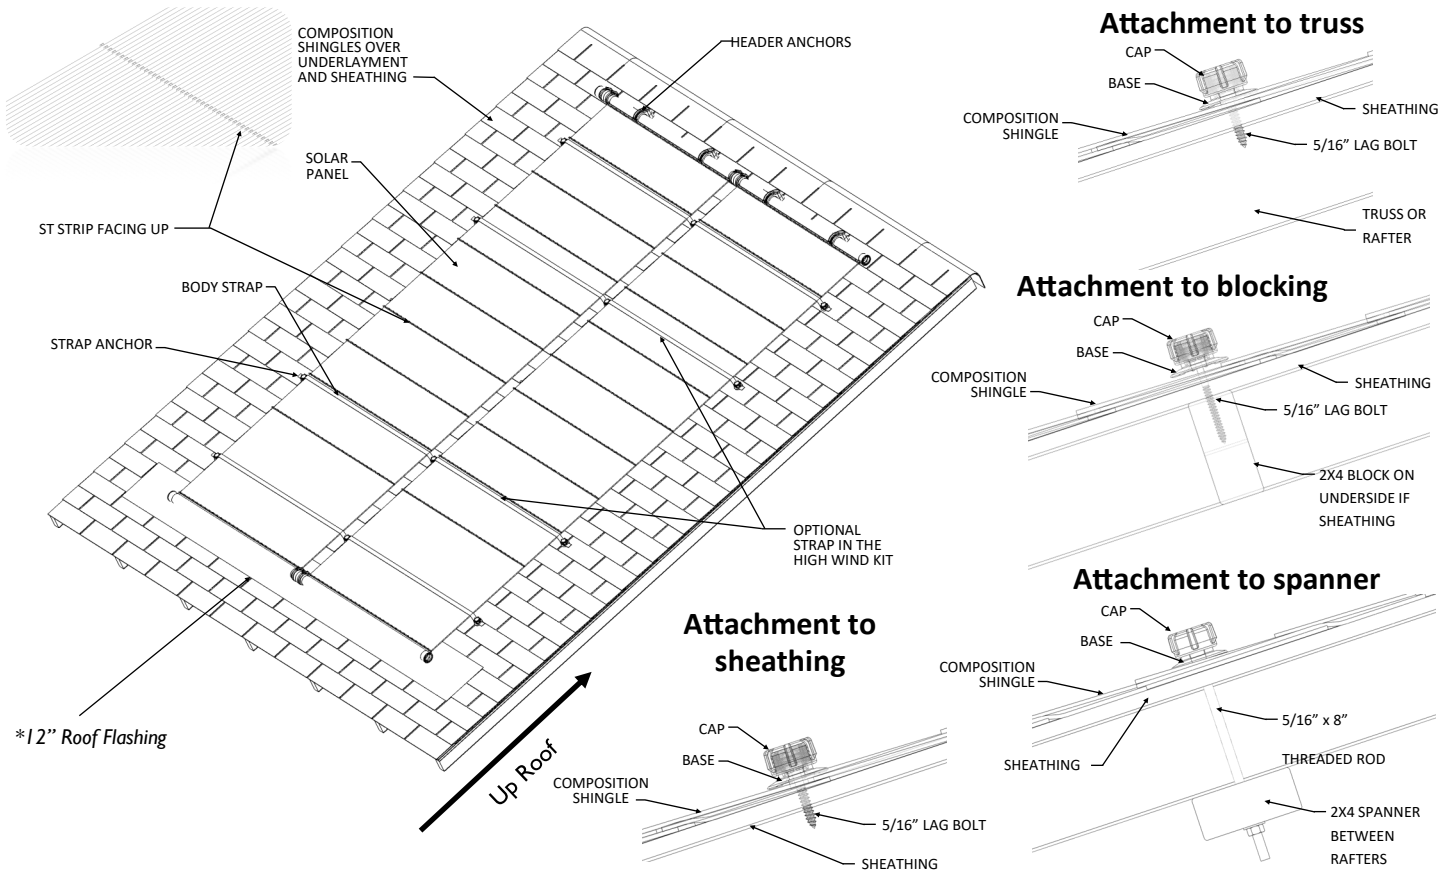 COMPOSITION
SHINGLES OVER
UNDERLAYMENT
AND SHEATHING
HEADER ANCHORS
SOLAR
PANEL
ST STRIP FACING UP
BODY STRAP
STRAP ANCHOR
OPTIONAL
STRAP IN THE
HIGH WIND KIT
*12” Roof Flashing
Up Roof
Attachment to truss
CAP
BASE
COMPOSITION
SHINGLE
SHEATHING
5/16” LAG BOLT
TRUSS OR
RAFTER
Attachment to blocking
CAP
BASE
COMPOSITION
SHINGLE
SHEATHING
5/16” LAG BOLT
2X4 BLOCK ON
UNDERSIDE IF
SHEATHING
Attachment to
sheathing
CAP
BASE
COMPOSITION
SHINGLE
5/16” LAG BOLT
SHEATHING
Attachment to spanner
CAP
BASE
COMPOSITION
SHINGLE
SHEATHING
5/16” x 8”
THREADED ROD
2X4 SPANNER
BETWEEN
RAFTERS